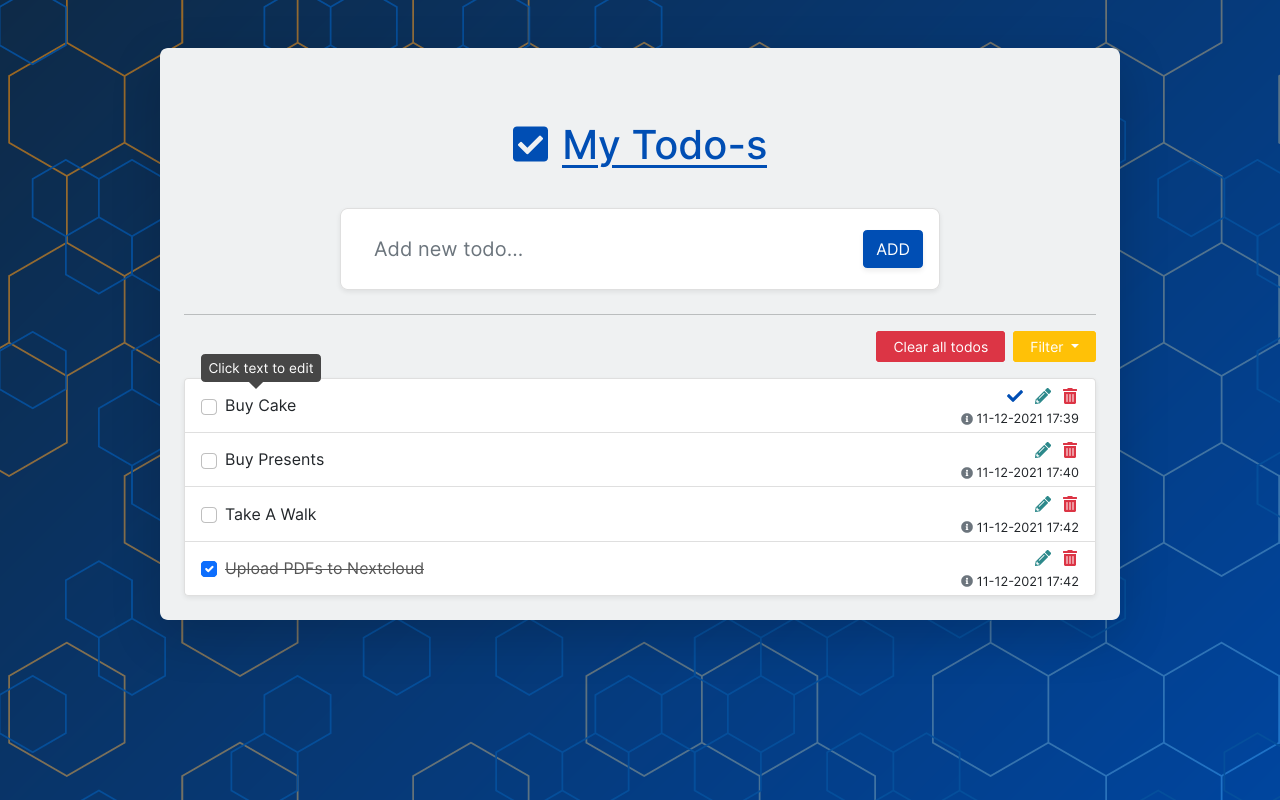 My Todo-s
Add new todo...
ADD
Clear all todos
Filter
Click text to edit
Buy Cake
11-12-2021 17:39
Buy Presents
11-12-2021 17:40
Take A Walk
11-12-2021 17:42
Upload PDFs to Nextcloud
11-12-2021 17:42